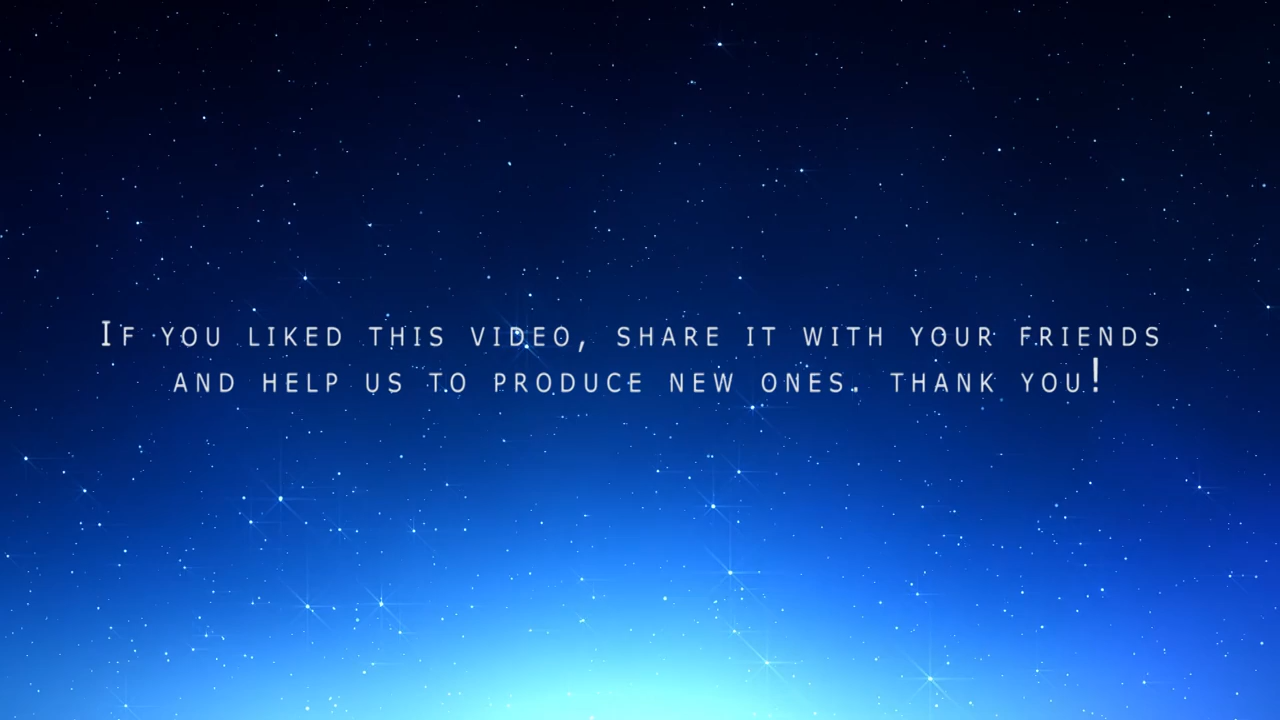 If you liked this video, share it with your friends
and help us to produce new ones. thank you!